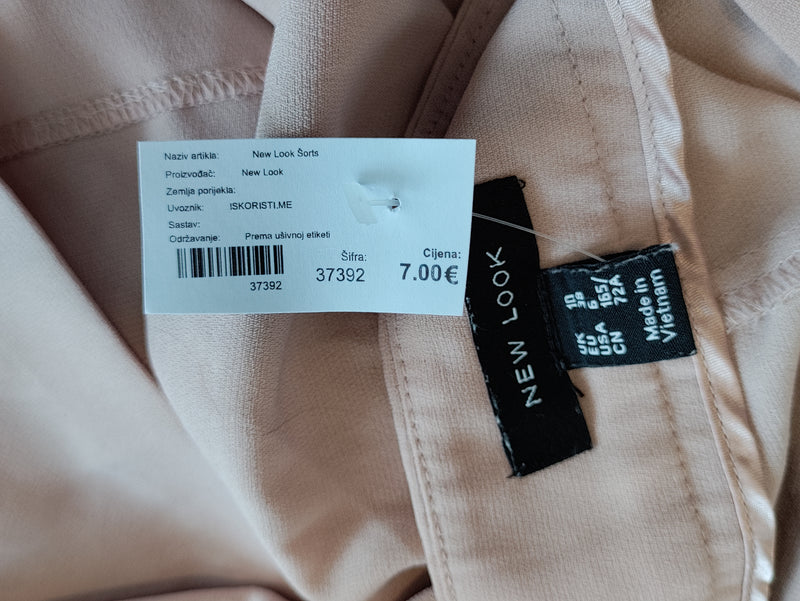 Naziv artikla: New Look Šorts
Proizvođač: New Look
Zemlja porijekla:
Uvoznik: ISKORISTI.ME
Sastav:
Održavanje: Prema ušivnoj etiketi
37392
Šifra:
37392
Cijena:
7.00€
NEW LOOK
UK 10
EU 38
USA 6
CN 165/72A
Made in
Vietnam